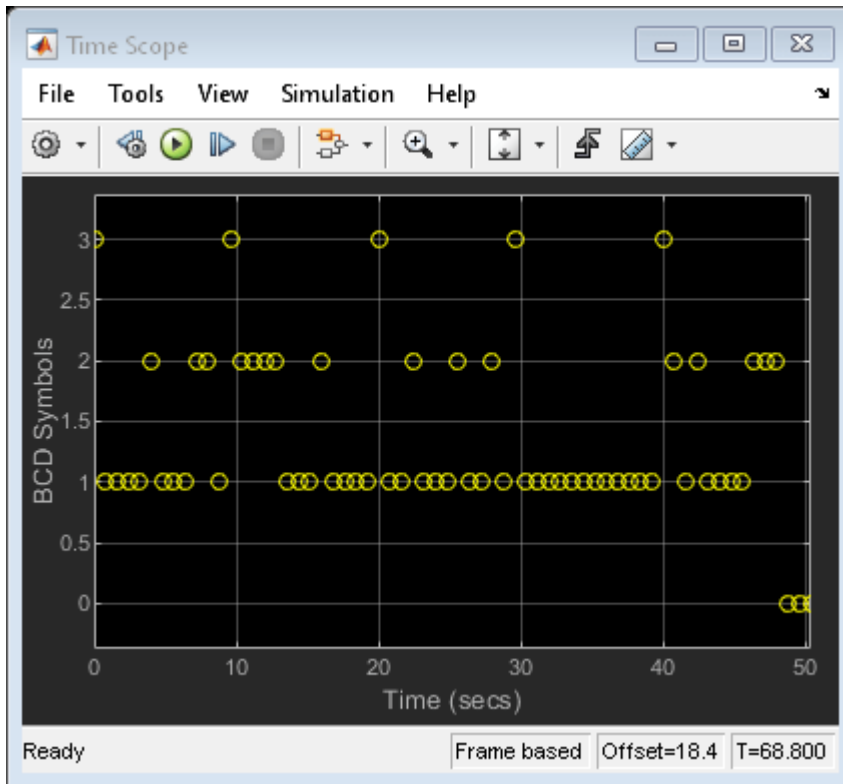 Time Scope
File Tools View Simulation Help
3
2.5
2
1.5
1
0.5
0
BCD Symbols
0 10 20 30 40 50
Time (secs)
Ready Frame based Offset=18.4 T=68.800